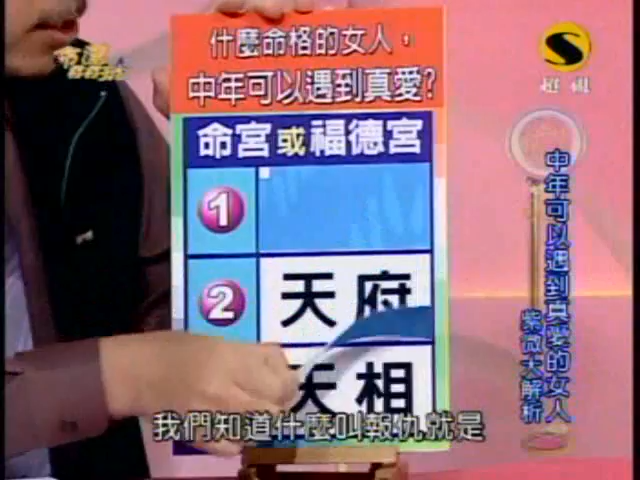 什麼命格的女人，
中年可以遇到真愛?
命宮或福德宮
1
2 天府
天相
我們知道什麼叫報仇就是
超視
中年可以遇到真愛的女人
紫微大解析